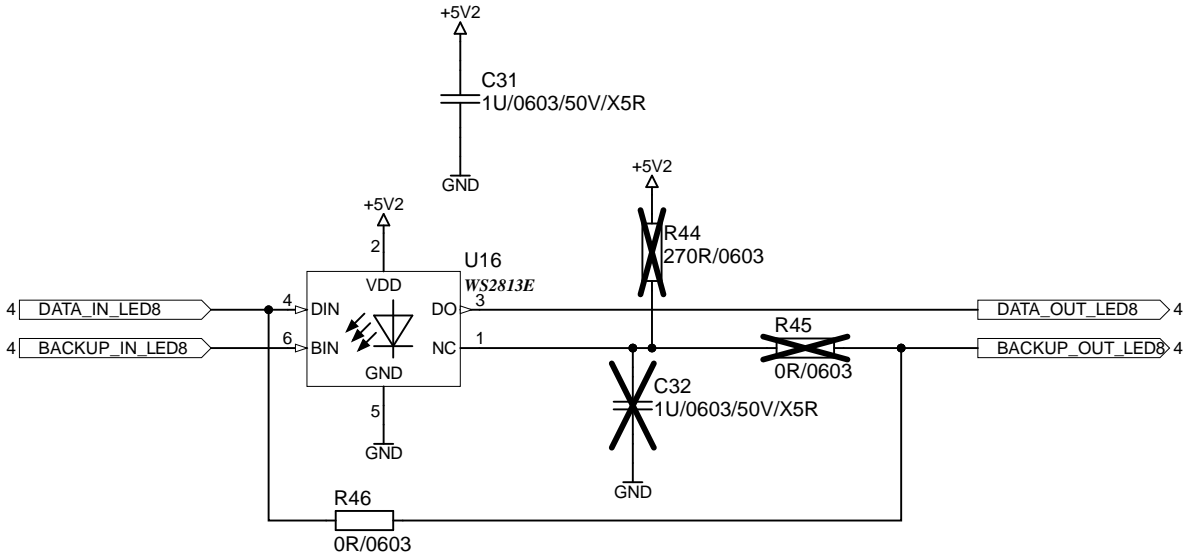 +5V2
C31
1U/0603/50V/X5R
GND
+5V2
R44
270R/0603
+5V2
2
U16
WS2813E
VDD
4 DATA_IN_LED8
4 DIN
DO 3
DATA_OUT_LED8 4
4 BACKUP_IN_LED8
6 BIN
NC 1
R45
0R/0603
BACKUP_OUT_LED8 4
GND
5
GND
C32
1U/0603/50V/X5R
GND
R46
0R/0603